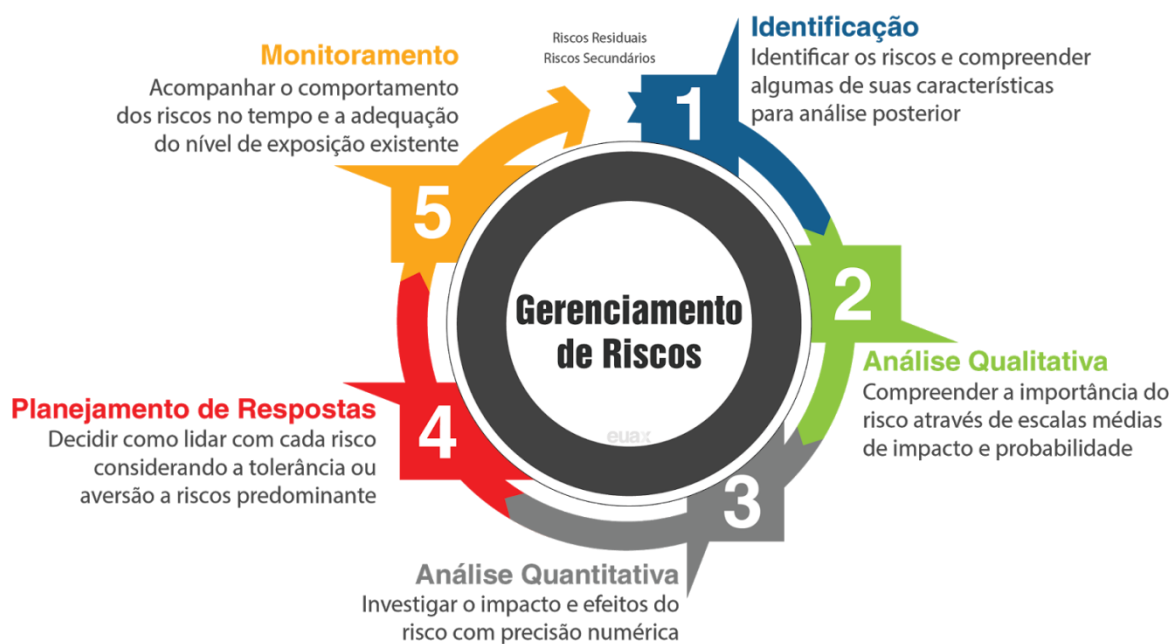 Riscos Residuais
Riscos Secundários
1
Identificação
Identificar os riscos e compreender
algumas de suas características
para análise posterior
2
Análise Qualitativa
Compreender a importância do
risco através de escalas médias
de impacto e probabilidade
3
Análise Quantitativa
Investigar o impacto e efeitos do
risco com precisão numérica
4
Planejamento de Respostas
Decidir como lidar com cada risco
considerando a tolerância ou
aversão a riscos predominante
5
Monitoramento
Acompanhar o comportamento
dos riscos no tempo e a adequação
do nível de exposição existente
Gerenciamento
de Riscos
euax